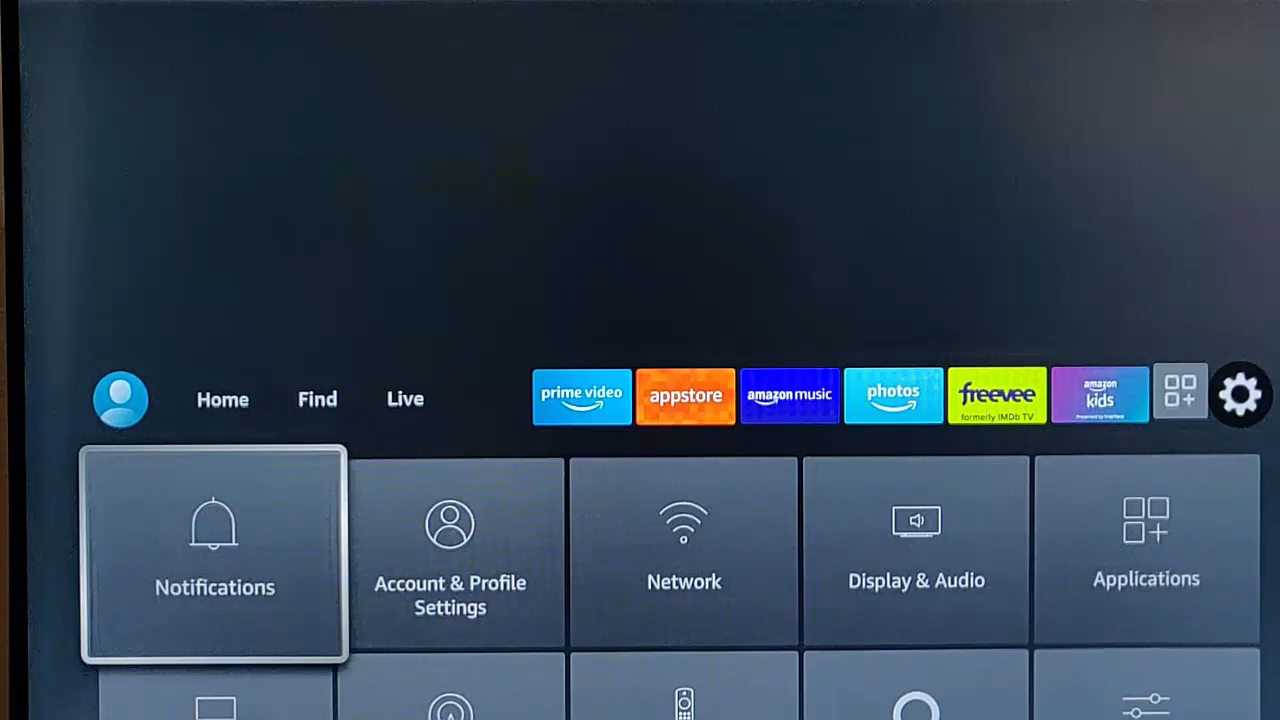 Home
Find
Live
prime video
appstore
amazon music
photos
freevee
formerly IMDb TV
amazon
kids
Notifications
Account & Profile
Settings
Network
Display & Audio
Applications